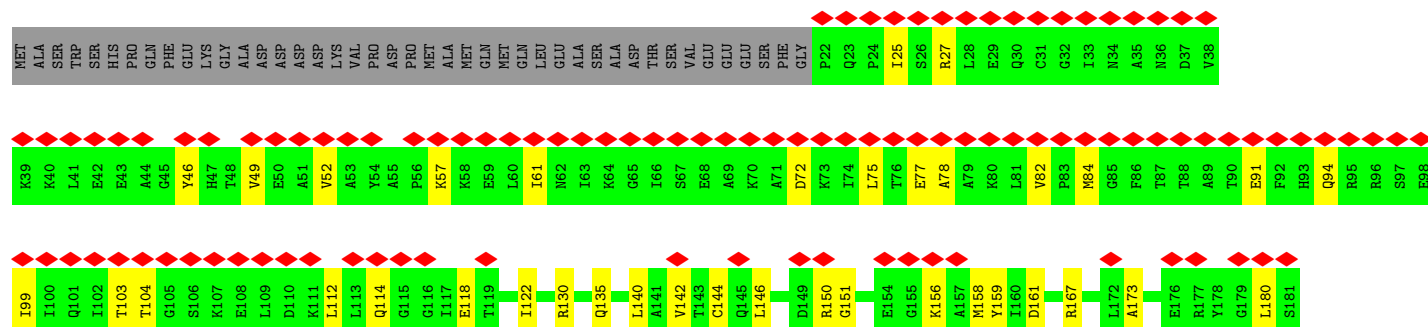 MET ALA SER TRP SER HIS PRO GLN PHE GLU LYS GLY ALA ASP ASP ASP ASP LYS VAL PRO ASP PRO MET ALA MET GLN MET GLN LEU GLU ALA SER ALA ASP THR SER VAL GLU GLU GLU SER PHE GLY P22 Q23 P24 I25 S26 R27 L28 E29 Q30 C31 G32 I33 N34 A35 N36 D37 V38
K39 K40 L41 E42 E43 A44 G45 Y46 H47 T48 V49 E50 A51 V52 A53 Y54 A55 P56 K57 K58 E59 L60 I61 N62 I63 K64 G65 I66 S67 E68 A69 K70 A71 D72 K73 I74 L75 T76 E77 A78 A79 K80 L81 V82 P83 M84 G85 F86 T87 T88 A89 T90 E91 F92 H93 Q94 R95 R96 S97 E98
I99 I100 Q101 I102 T103 T104 G105 S106 K107 E108 L109 D110 K111 L112 L113 Q114 G115 G116 I117 E118 T119 I122 R130 Q135 L140 A141 V142 T143 C144 Q145 L146 D149 R150 G151 E154 G155 K156 A157 M158 Y159 I160 D161 R167 L172 A173 E176 R177 Y178 G179 L180 S181